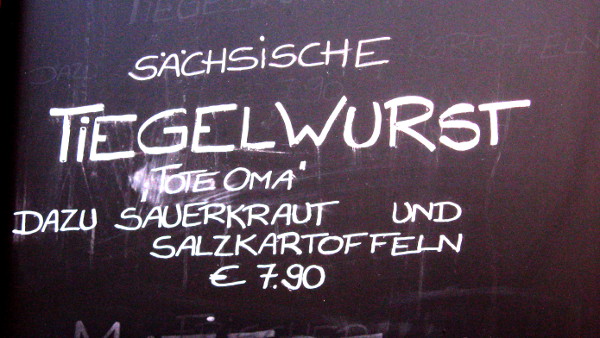 SÄCHSISCHE
TIEGELWURST
„TOTE OMA"
DAZU SAUERKRAUT UND
SALZKARTOFFELN
€ 7.90